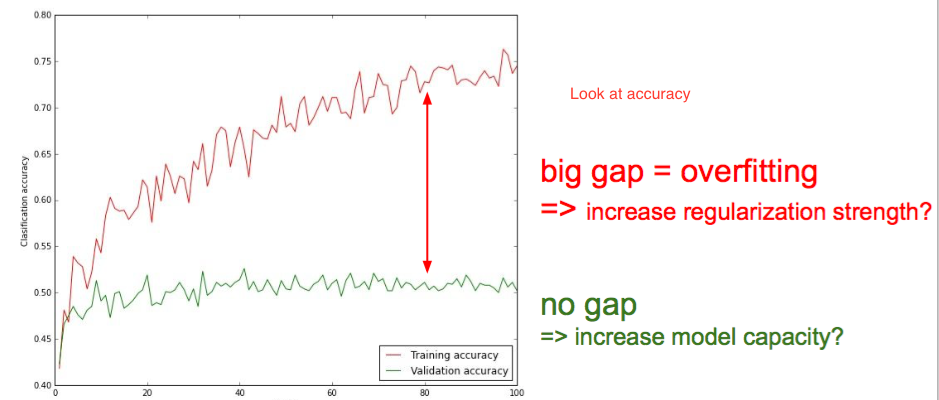 0.80
0.75
0.70
0.65
0.60
0.55
0.50
0.45
0.40
Classification accuracy
0
20
40
60
80
100
Training accuracy
Validation accuracy
Look at accuracy
big gap = overfitting
=> increase regularization strength?
no gap
=> increase model capacity?